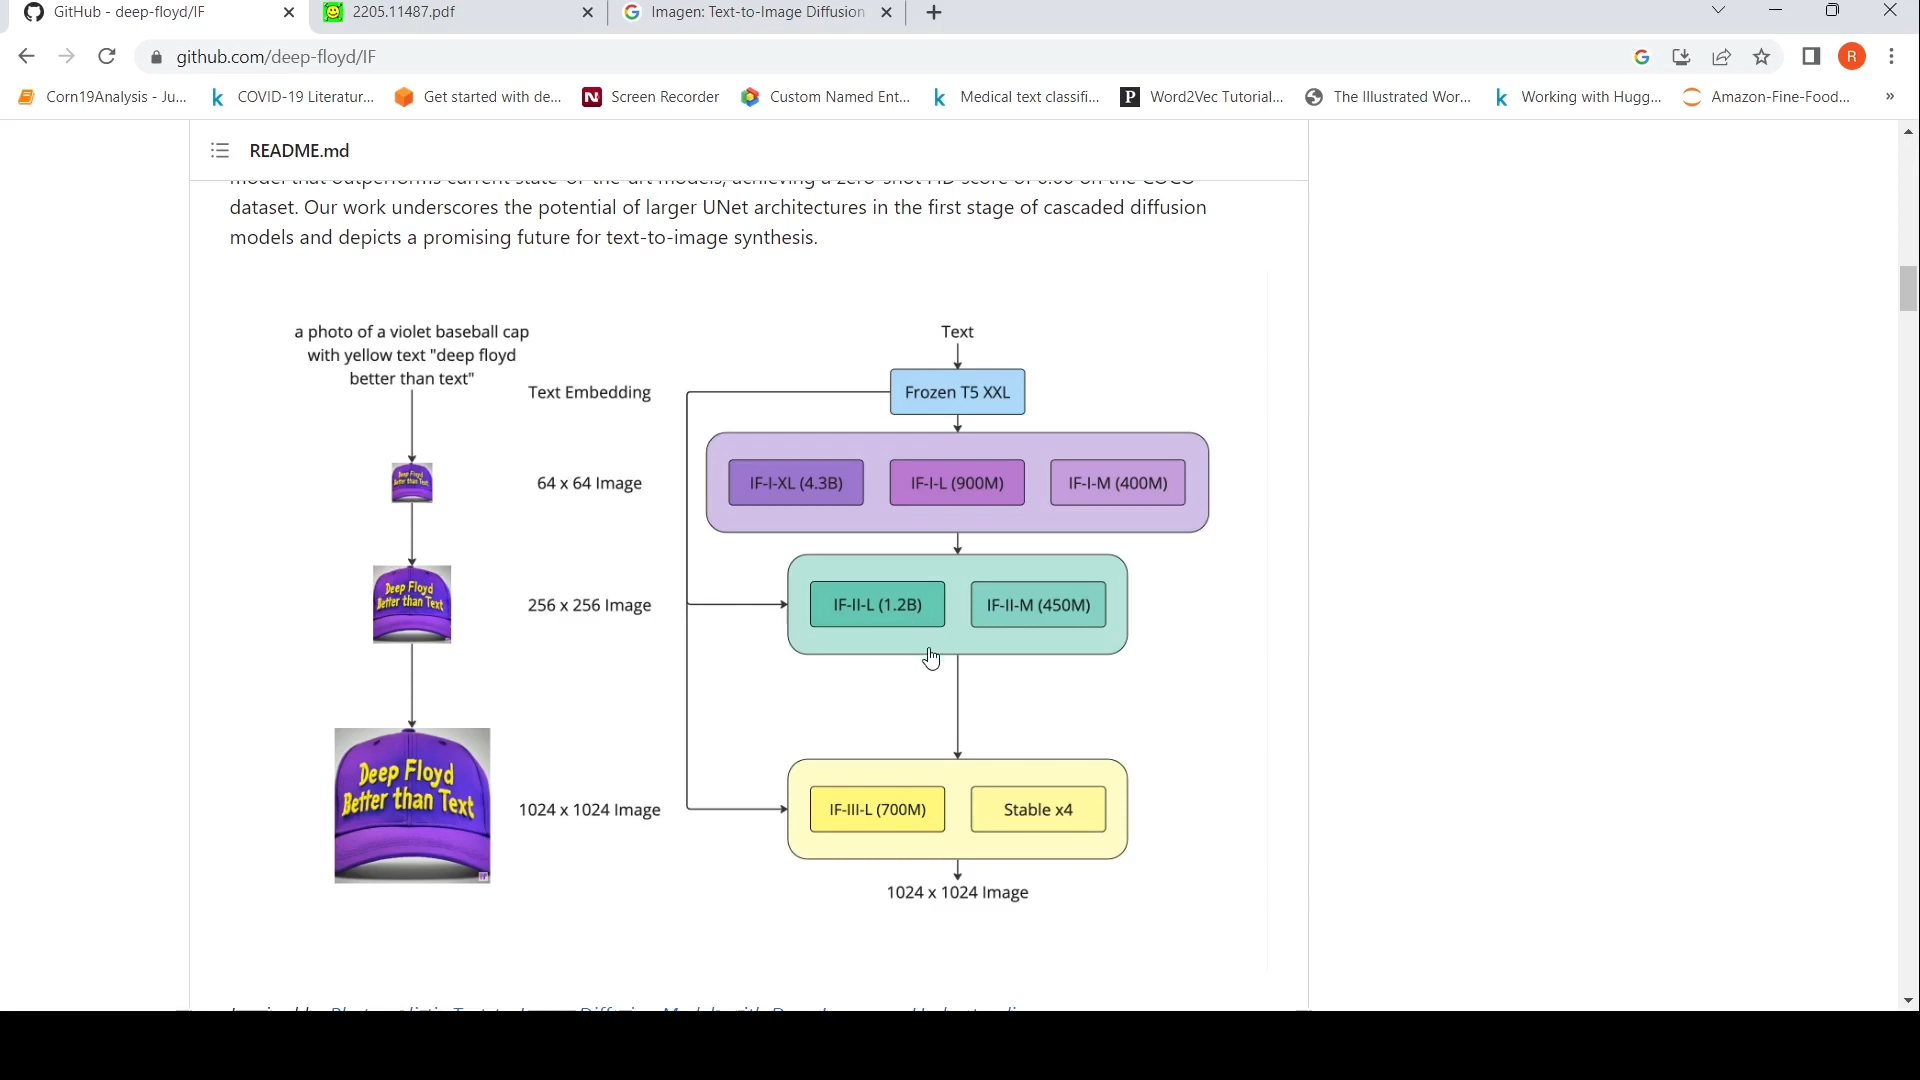 GitHub - deep-floyd/IF
2205.11487.pdf
Imagen: Text-to-Image Diffusion
github.com/deep-floyd/IF
R
Corn19Analysis - Ju...
COVID-19 Literatur...
Get started with de...
Screen Recorder
Custom Named Ent...
Medical text classifi...
Word2Vec Tutorial...
The Illustrated Wor...
Working with Hugg...
Amazon-Fine-Food...
»
README.md
dataset. Our work underscores the potential of larger UNet architectures in the first stage of cascaded diffusion
models and depicts a promising future for text-to-image synthesis.
a photo of a violet baseball cap
with yellow text "deep floyd
better than text"
Text
Text Embedding
Frozen T5 XXL
Deep Floyd
Better than Text
64 x 64 Image
IF-I-XL (4.3B)
IF-I-L (900M)
IF-I-M (400M)
Deep Floyd
Better than Text
256 x 256 Image
IF-II-L (1.2B)
IF-II-M (450M)
Deep Floyd
Better than Text
IF
1024 x 1024 Image
IF-III-L (700M)
Stable x4
1024 x 1024 Image